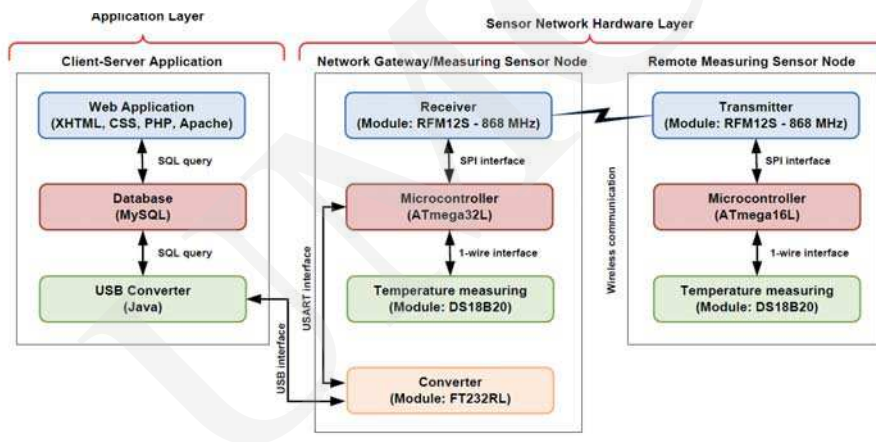 Application Layer
Sensor Network Hardware Layer
Client-Server Application
Network Gateway/Measuring Sensor Node
Remote Measuring Sensor Node
Web Application
(XHTML, CSS, PHP, Apache)
SQL query
Database
(MySQL)
SQL query
USB Converter
(Java)
USB interface
Receiver
(Module: RFM12S - 868 MHz)
SPI interface
Microcontroller
(ATmega32L)
1-wire interface
USART interface
Temperature measuring
(Module: DS18B20)
Converter
(Module: FT232RL)
Wireless communication
Transmitter
(Module: RFM12S - 868 MHz)
SPI interface
Microcontroller
(ATmega16L)
1-wire interface
Temperature measuring
(Module: DS18B20)